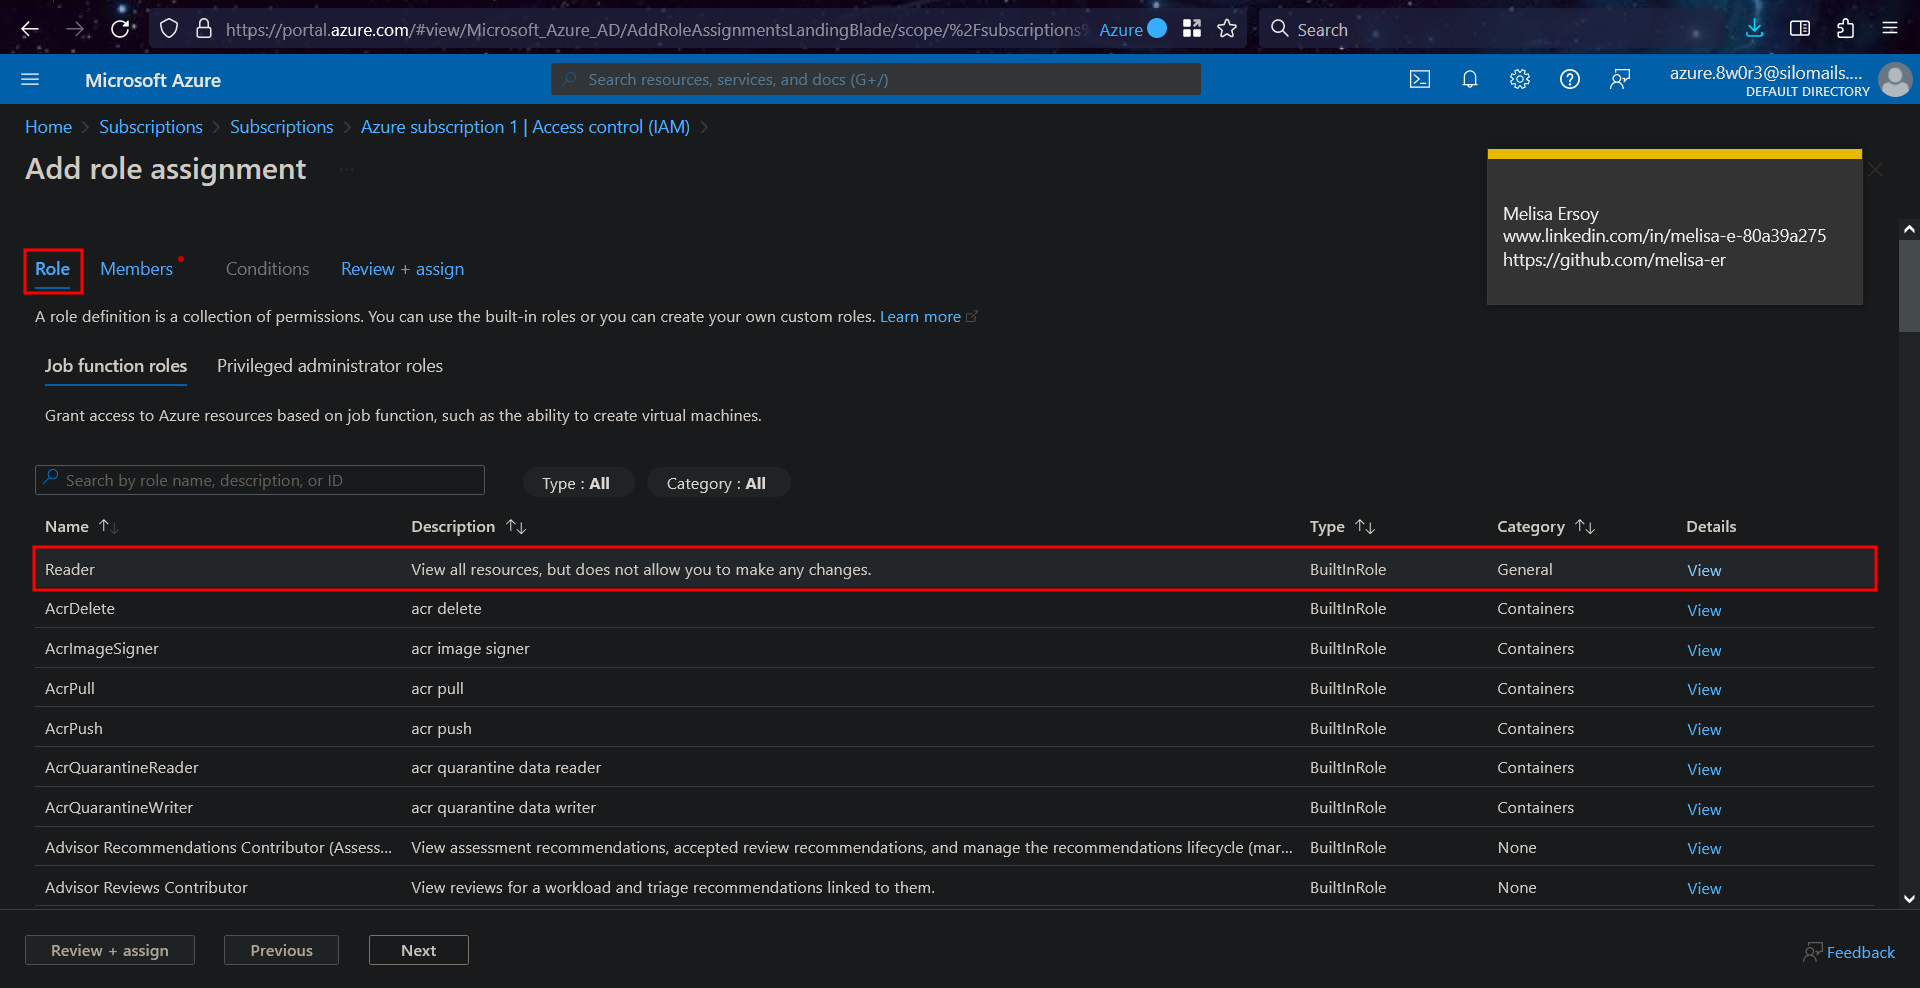 https://portal.azure.com/#view/Microsoft_Azure_AD/AddRoleAssignmentsLandingBlade/scope/%2Fsubscriptions%
Azure
Search
Microsoft Azure
Search resources, services, and docs (G+/)
azure.8w0r3@silomails....
DEFAULT DIRECTORY
Home > Subscriptions > Subscriptions > Azure subscription 1 | Access control (IAM) >
Add role assignment ...
Melisa Ersoy
www.linkedin.com/in/melisa-e-80a39a275
https://github.com/melisa-er
Role Members Conditions Review + assign
A role definition is a collection of permissions. You can use the built-in roles or you can create your own custom roles. Learn more
Job function roles Privileged administrator roles
Grant access to Azure resources based on job function, such as the ability to create virtual machines.
Search by role name, description, or ID Type : All Category : All
Name Description Type Category Details
Reader View all resources, but does not allow you to make any changes. BuiltInRole General View
AcrDelete acr delete BuiltInRole Containers View
AcrImageSigner acr image signer BuiltInRole Containers View
AcrPull acr pull BuiltInRole Containers View
AcrPush acr push BuiltInRole Containers View
AcrQuarantineReader acr quarantine data reader BuiltInRole Containers View
AcrQuarantineWriter acr quarantine data writer BuiltInRole Containers View
Advisor Recommendations Contributor (Assess... View assessment recommendations, accepted review recommendations, and manage the recommendations lifecycle (mar... BuiltInRole None View
Advisor Reviews Contributor View reviews for a workload and triage recommendations linked to them. BuiltInRole None View
Review + assign Previous Next Feedback